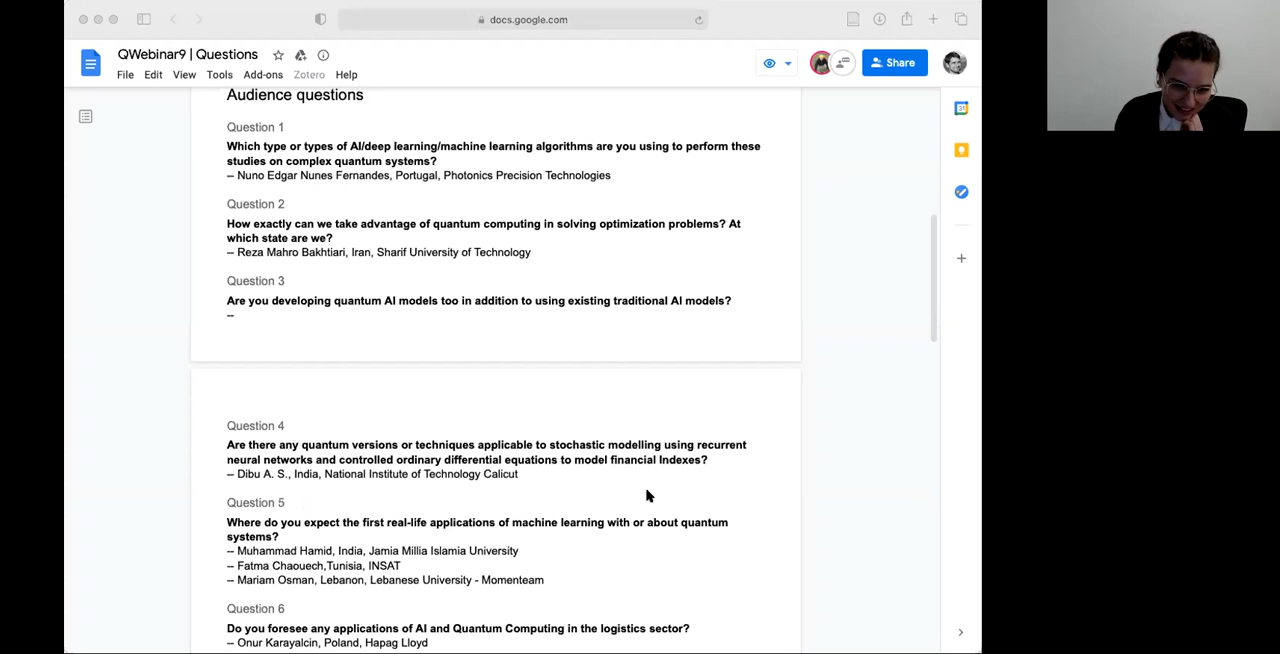 docs.google.com
QWebinar9 | Questions
File Edit View Tools Add-ons Zotero Help
Share
Audience questions
Question 1
Which type or types of AI/deep learning/machine learning algorithms are you using to perform these
studies on complex quantum systems?
– Nuno Edgar Nunes Fernandes, Portugal, Photonics Precision Technologies
Question 2
How exactly can we take advantage of quantum computing in solving optimization problems? At
which state are we?
– Reza Mahro Bakhtiari, Iran, Sharif University of Technology
Question 3
Are you developing quantum AI models too in addition to using existing traditional AI models?
–
Question 4
Are there any quantum versions or techniques applicable to stochastic modelling using recurrent
neural networks and controlled ordinary differential equations to model financial Indexes?
– Dibu A. S., India, National Institute of Technology Calicut
Question 5
Where do you expect the first real-life applications of machine learning with or about quantum
systems?
– Muhammad Hamid, India, Jamia Millia Islamia University
– Fatma Chaouech,Tunisia, INSAT
– Mariam Osman, Lebanon, Lebanese University - Momenteam
Question 6
Do you foresee any applications of AI and Quantum Computing in the logistics sector?
– Onur Karayalcin, Poland, Hapag Lloyd